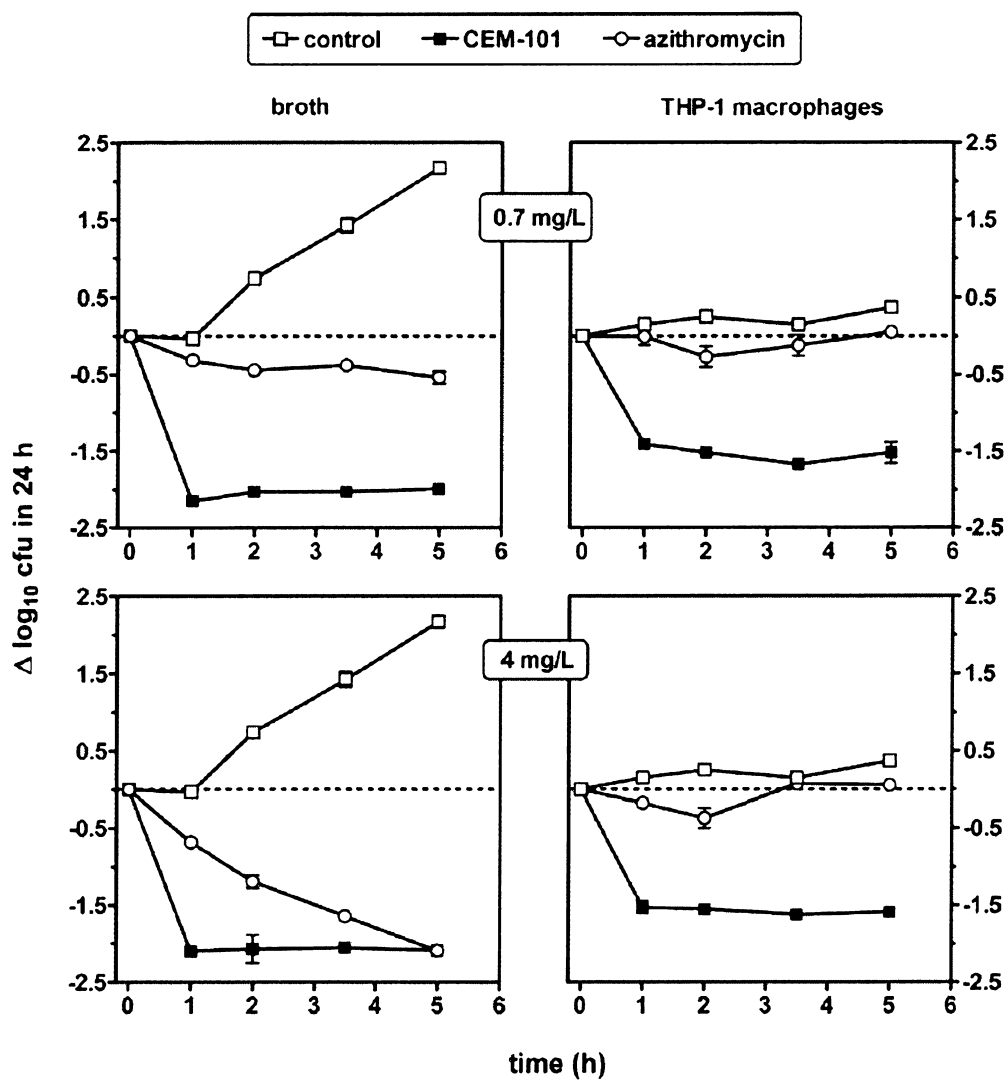 control CEM-101 azithromycin
broth THP-1 macrophages
2.5 2.5
1.5 0.7 mg/L 1.5
0.5 0.5
-0.5 -0.5
-1.5 -1.5
-2.5 -2.5
0 1 2 3 4 5 6 0 1 2 3 4 5 6
Δ log10 cfu in 24 h
2.5 2.5
4 mg/L
1.5 1.5
0.5 0.5
-0.5 -0.5
-1.5 -1.5
-2.5 -2.5
0 1 2 3 4 5 6 0 1 2 3 4 5 6
time (h)